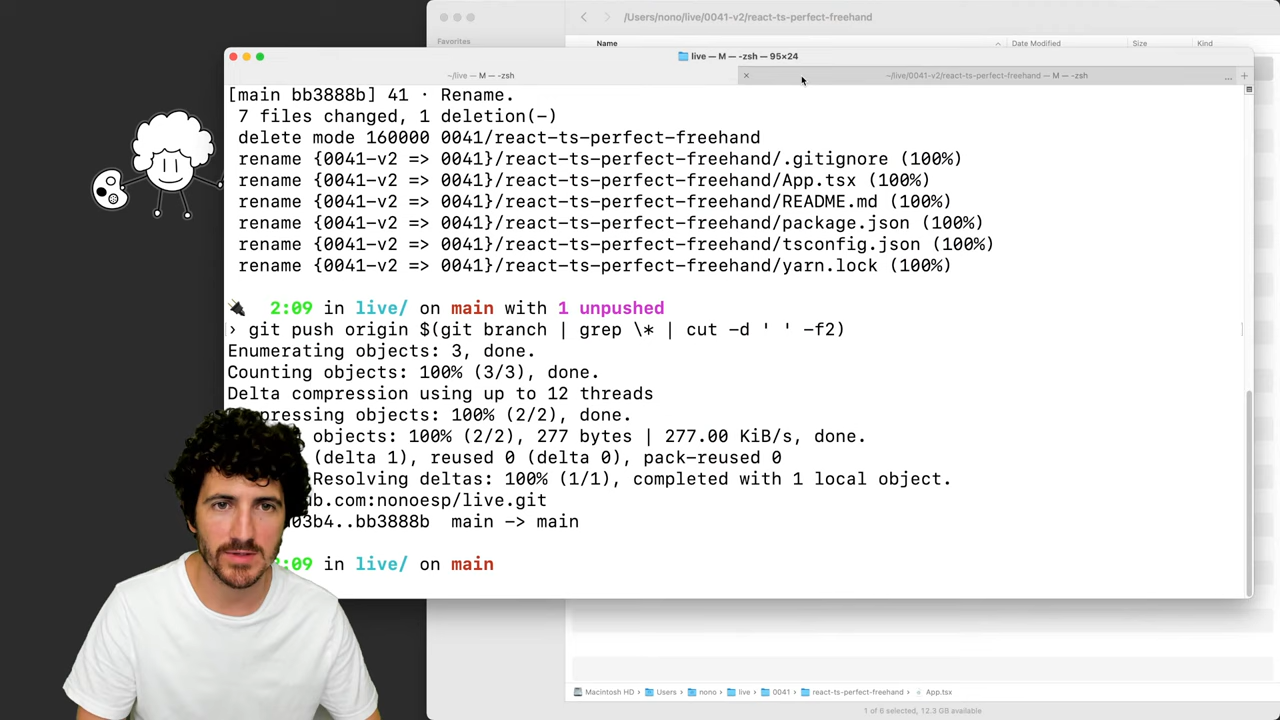 /Users/nono/live/0041-v2/react-ts-perfect-freehand
Favorites
Name
Date Modified
Size
Kind
live — M — -zsh — 95×24
~/live — M — -zsh
~/live/0041-v2/react-ts-perfect-freehand — M — -zsh
...
[main bb3888b] 41 · Rename.
7 files changed, 1 deletion(-)
delete mode 160000 0041/react-ts-perfect-freehand
rename {0041-v2 => 0041}/react-ts-perfect-freehand/.gitignore (100%)
rename {0041-v2 => 0041}/react-ts-perfect-freehand/App.tsx (100%)
rename {0041-v2 => 0041}/react-ts-perfect-freehand/README.md (100%)
rename {0041-v2 => 0041}/react-ts-perfect-freehand/package.json (100%)
rename {0041-v2 => 0041}/react-ts-perfect-freehand/tsconfig.json (100%)
rename {0041-v2 => 0041}/react-ts-perfect-freehand/yarn.lock (100%)
2:09 in live/ on main with 1 unpushed
› git push origin $(git branch | grep \* | cut -d ' ' -f2)
Enumerating objects: 3, done.
Counting objects: 100% (3/3), done.
Delta compression using up to 12 threads
pressing objects: 100% (2/2), done.
objects: 100% (2/2), 277 bytes | 277.00 KiB/s, done.
(delta 1), reused 0 (delta 0), pack-reused 0
Resolving deltas: 100% (1/1), completed with 1 local object.
ub.com:nonoesp/live.git
03b4..bb3888b main -> main
:09 in live/ on main
Macintosh HD › Users › nono › live › 0041 › react-ts-perfect-freehand › App.tsx
1 of 6 selected, 12.3 GB available